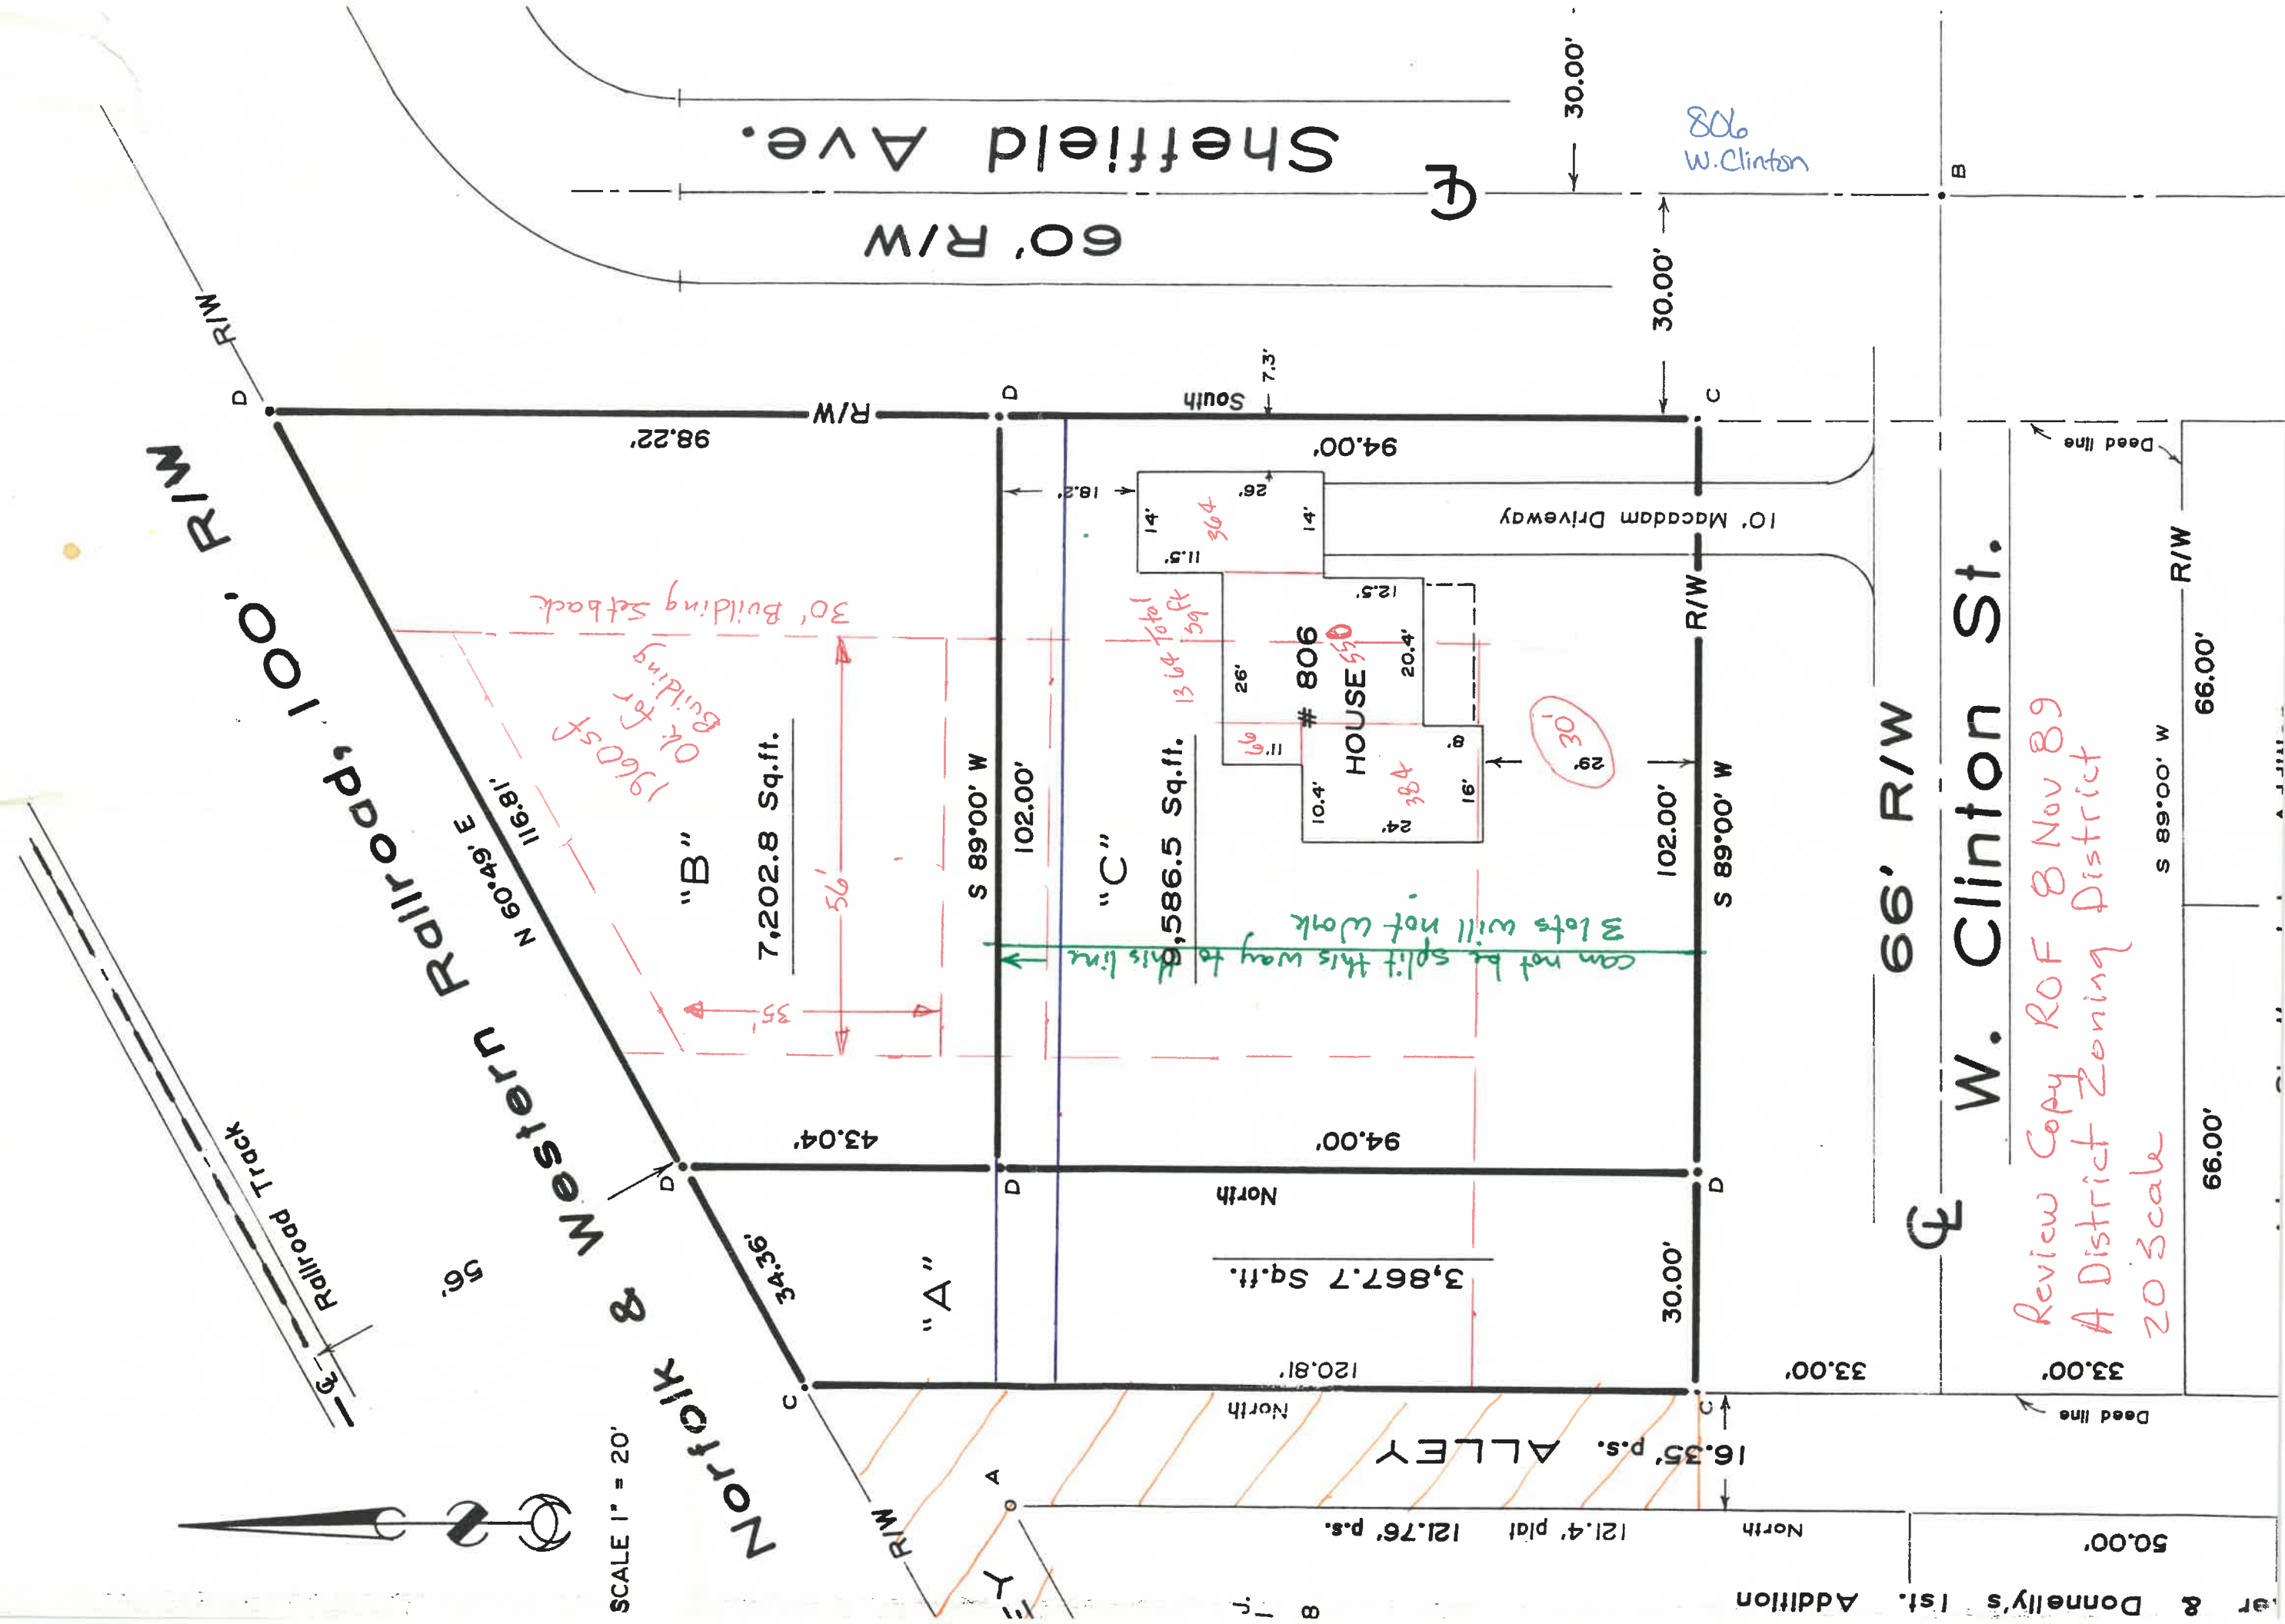 806
W. Clinton
Sheffield Ave.
60' R/W
℄
30.00'
30.00'
B
R/W
D
98.22'
R/W
D
South
7.3'
94.00'
C
Norfolk & Western Railroad, 100' R/W
N 60°49' E
116.81'
30' Building Setback
1960 sf
Ok for
Building
"B"
7,202.8 Sq.ft.
56'
35'
S 89°00' W
102.00'
18.2'
14'
26'
364
14'
11.5'
10' Macadam Driveway
1364 Total
sq ft
26'
# 806
HOUSE
550
12.5'
20.4'
11.6'
66
10.4'
384
24'
16'
8'
29'
30'
"C"
,586.5 Sq.ft.
can not be split this way to this line
3 lots will not work
102.00'
S 89°00' W
R/W
43.04'
94.00'
D
D
North
D
34.36'
"A"
3,867.7 Sq.ft.
30.00'
120.81'
C
North
C
16.35' p.s. ALLEY
A
R/W
North 121.4' plat 121.76' p.s.
Railroad Track
℄
56
SCALE 1" = 20'
66' R/W
℄ W. Clinton St.
Deed line
Deed line
R/W
S 89°00' W
66.00'
66.00'
33.00'
33.00'
50.00'
Review Copy ROF 8 Nov 89
A District Zoning District
20 Scale
& Donnelly's 1st. Addition
J.
8